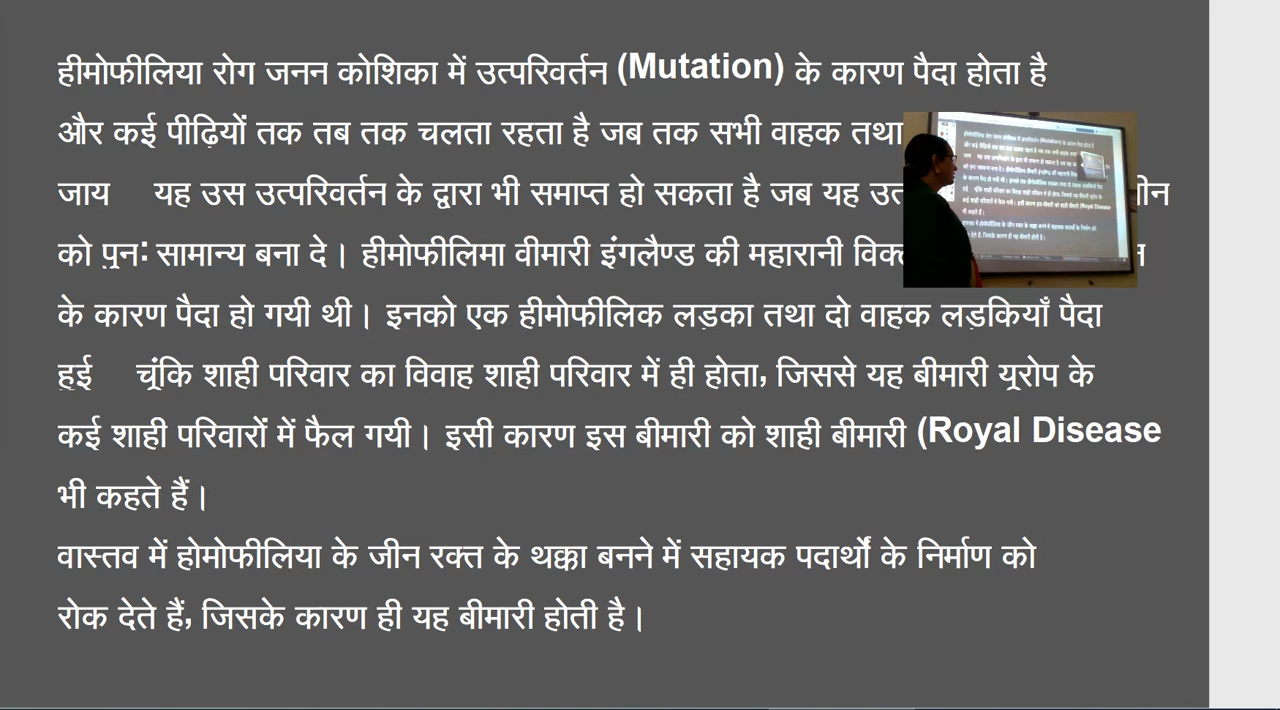 हीमोफीलिया रोग जनन कोशिका में उत्परिवर्तन (Mutation) के कारण पैदा होता है
और कई पीढ़ियों तक तब तक चलता रहता है जब तक सभी वाहक तथा
जाय यह उस उत्परिवर्तन के द्वारा भी समाप्त हो सकता है जब यह
को पुन: सामान्य बना दे। हीमोफीलिमा वीमारी इंगलैण्ड की महारानी
के कारण पैदा हो गयी थी। इनको एक हीमोफीलिक लड़का तथा दो वाहक लड़कियाँ पैदा
हुई चूंकि शाही परिवार का विवाह शाही परिवार में ही होता, जिससे यह बीमारी यूरोप के
कई शाही परिवारों में फैल गयी। इसी कारण इस बीमारी को शाही बीमारी (Royal Disease
भी कहते हैं।
वास्तव में होमोफीलिया के जीन रक्त के थक्का बनने में सहायक पदार्थों के निर्माण को
रोक देते हैं, जिसके कारण ही यह बीमारी होती है।